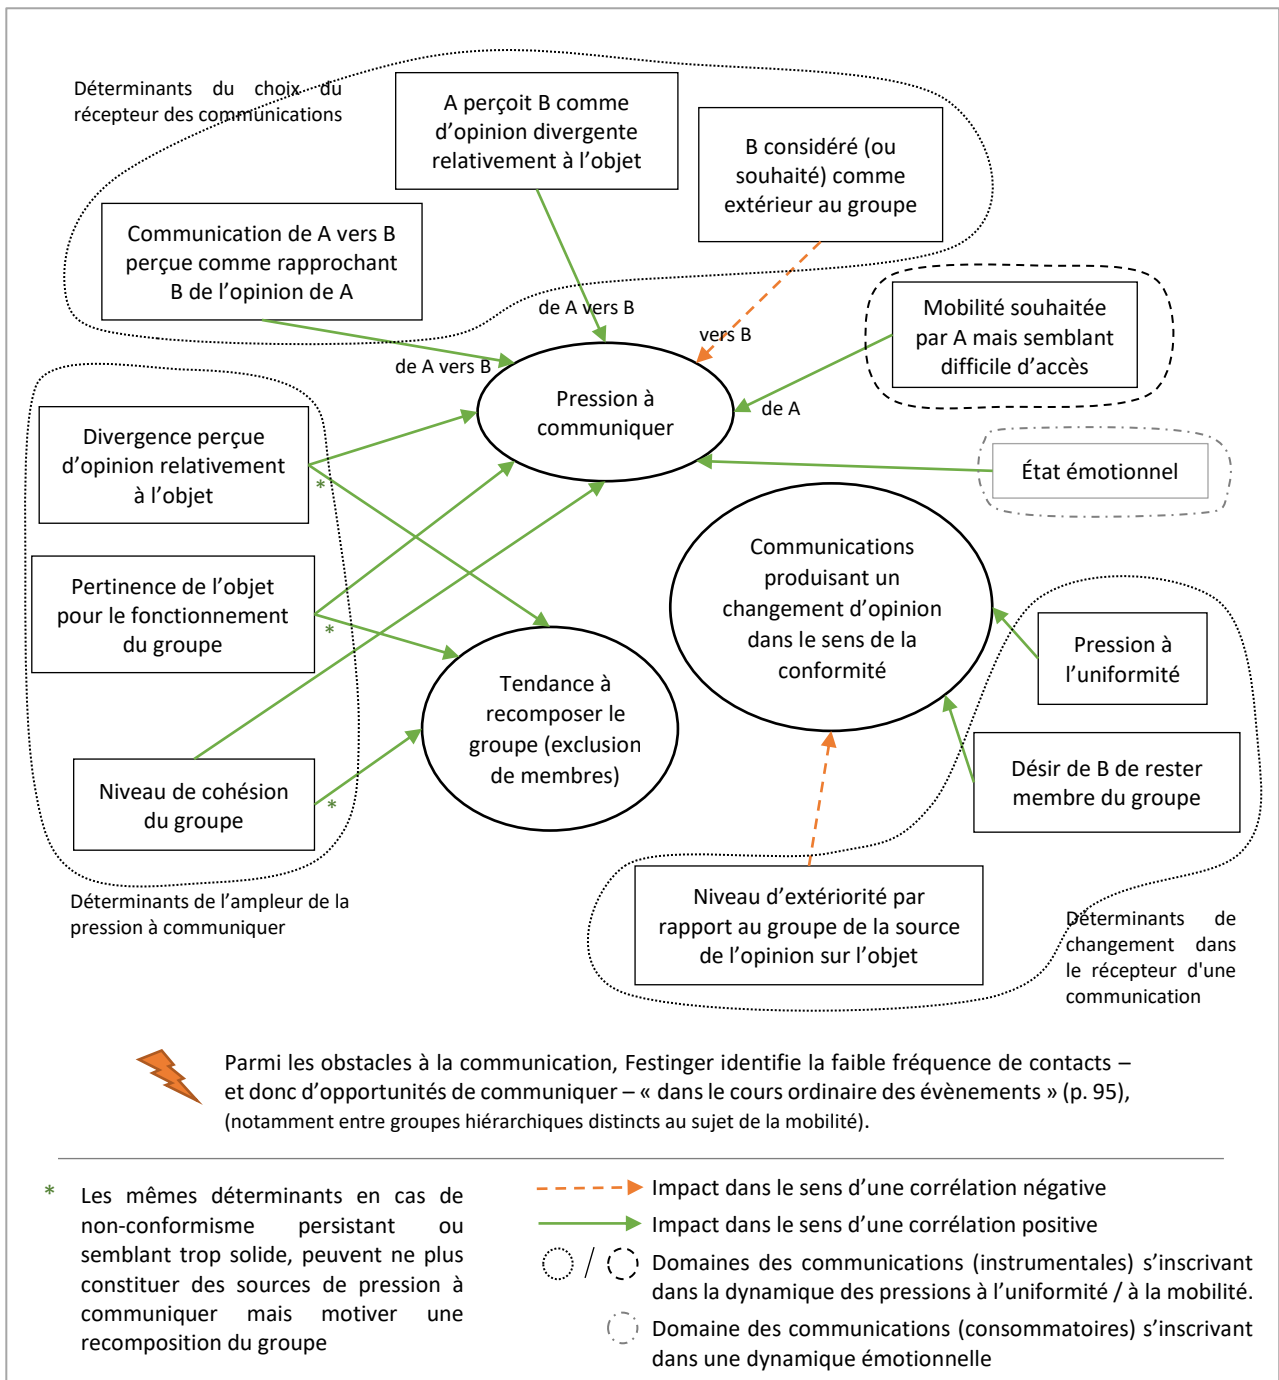 Déterminants du choix du
récepteur des communications
A perçoit B comme
d’opinion divergente
relativement à l’objet
B considéré (ou
souhaité) comme
extérieur au groupe
Communication de A vers B
perçue comme rapprochant
B de l’opinion de A
Mobilité souhaitée
par A mais semblant
difficile d’accès
de A vers B
vers B
de A vers B
de A
Pression à
communiquer
Divergence perçue
d’opinion relativement
à l’objet
*
État émotionnel
Communications
produisant un
changement d’opinion
dans le sens de la
conformité
Pertinence de l’objet
pour le fonctionnement
du groupe
*
Pression à
l’uniformité
Tendance à
recomposer le
groupe (exclusion
de membres)
Désir de B de rester
membre du groupe
Niveau de cohésion
du groupe
*
Déterminants de l’ampleur de la
pression à communiquer
Niveau d’extériorité par
rapport au groupe de la source
de l’opinion sur l’objet
Déterminants de
changement dans
le récepteur d'une
communication
Parmi les obstacles à la communication, Festinger identifie la faible fréquence de contacts –
et donc d’opportunités de communiquer – « dans le cours ordinaire des évènements » (p. 95),
(notamment entre groupes hiérarchiques distincts au sujet de la mobilité).
* Les mêmes déterminants en cas de
non-conformisme persistant ou
semblant trop solide, peuvent ne plus
constituer des sources de pression à
communiquer mais motiver une
recomposition du groupe
Impact dans le sens d’une corrélation négative
Impact dans le sens d’une corrélation positive
/ Domaines des communications (instrumentales) s’inscrivant
dans la dynamique des pressions à l’uniformité / à la mobilité.
Domaine des communications (consommatoires) s’inscrivant
dans une dynamique émotionnelle